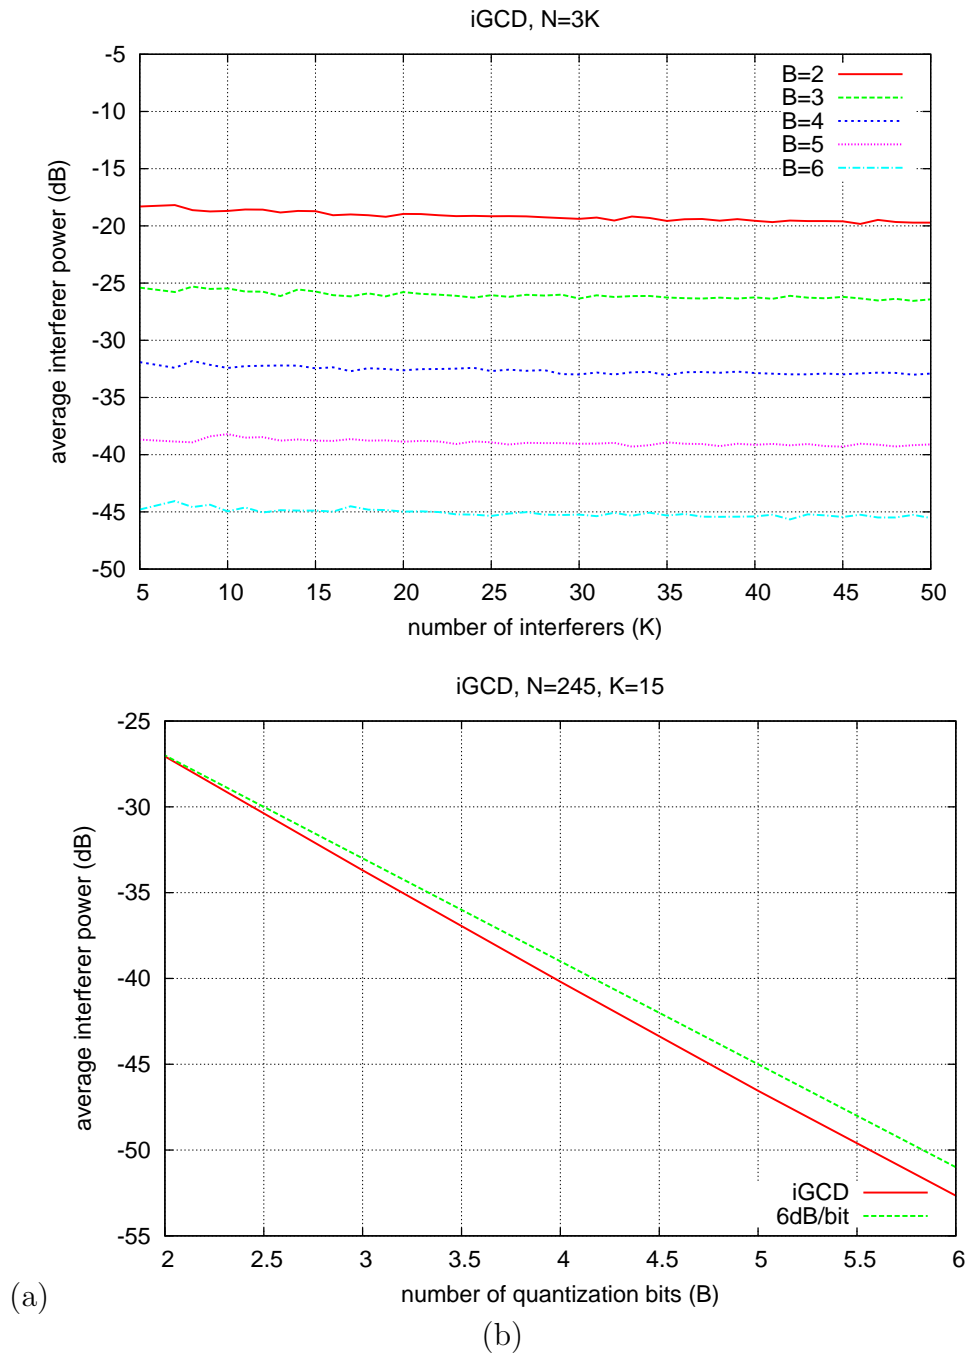 iGCD, N=3K
-5
-10
-15
-20
-25
-30
-35
-40
-45
-50
average interferer power (dB)
B=2
B=3
B=4
B=5
B=6
5 10 15 20 25 30 35 40 45 50
number of interferers (K)
iGCD, N=245, K=15
-25
-30
-35
-40
-45
-50
-55
average interferer power (dB)
iGCD
6dB/bit
2 2.5 3 3.5 4 4.5 5 5.5 6
number of quantization bits (B)
(a)
(b)